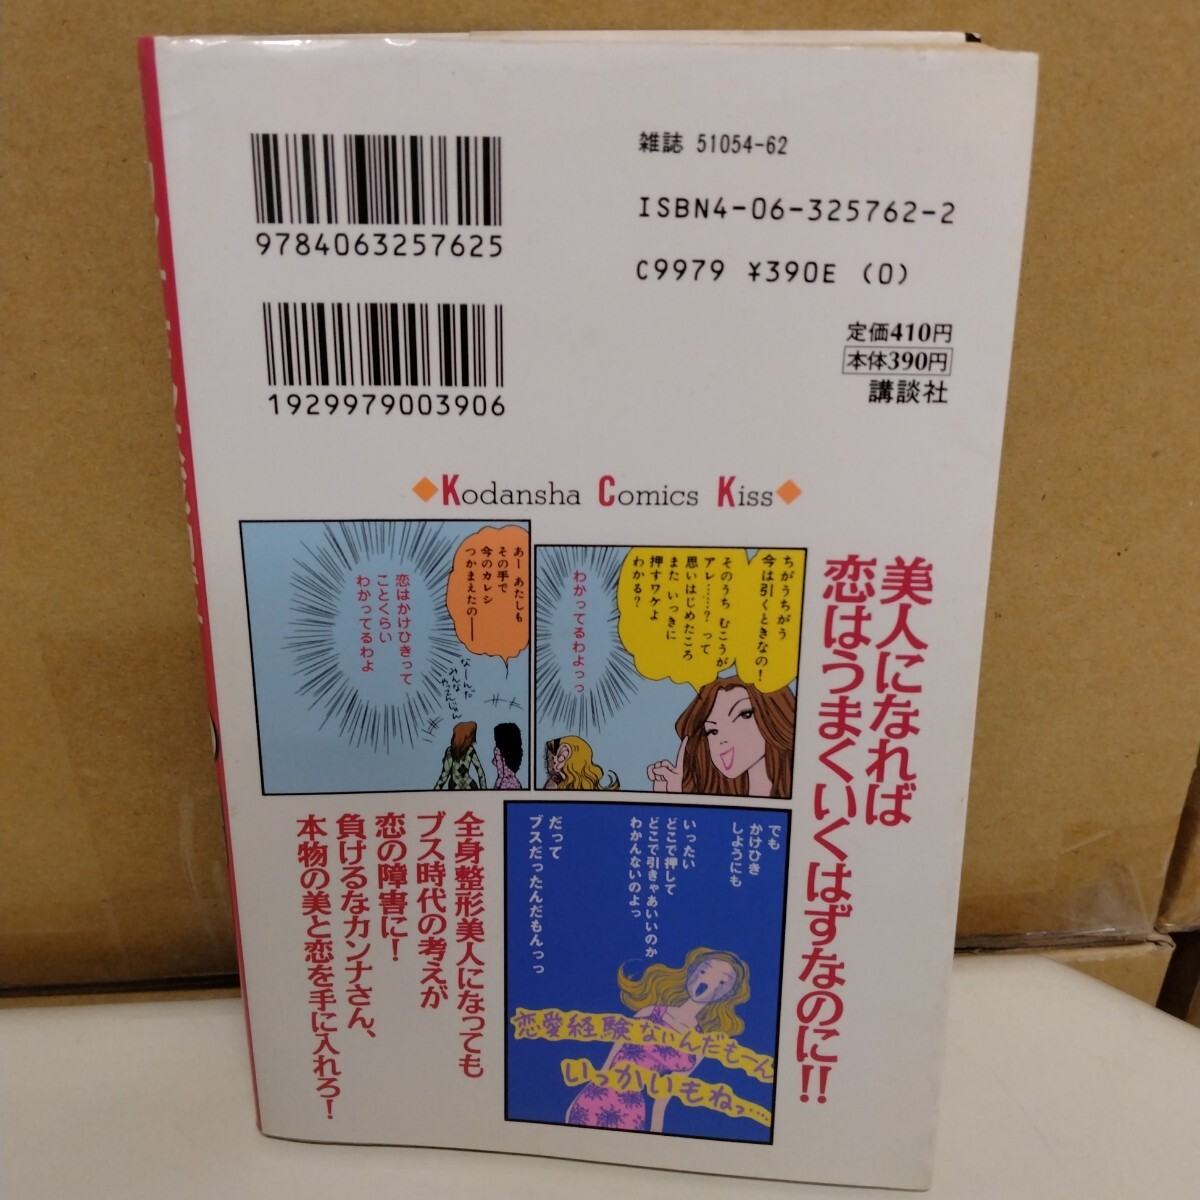 9784063257625
1929979003906
雑誌 51054-62
ISBN4-06-325762-2
C9979 ¥390E (0)
定価410円
本体390円
講談社
◆Kodansha Comics Kiss◆
美人になれば
恋はうまくいくはずなのに!!
ちがうちがう
今は引くときなの!
そのうち むこうが
アレ……? って
思いはじめたころ
また いっきに
押すワケよ
わかる?
わかってるわよっっ
あー あたしも
その手で
今のカレシ
つかまえたの——
恋はかけひきって
ことくらい
わかってるわよ
なーんだ
みんな
やってんじゃん
でも
かけひき
しようにも
いったい
どこで押して
どこで引きゃあいいのか
わかんないのよっ
だって
ブスだったんだもんっっ
恋愛経験ないんだもーん
いっかいもねっ…
全身整形美人になっても
ブス時代の考えが
恋の障害に!
負けるなカンナさん、
本物の美と恋を手に入れろ!